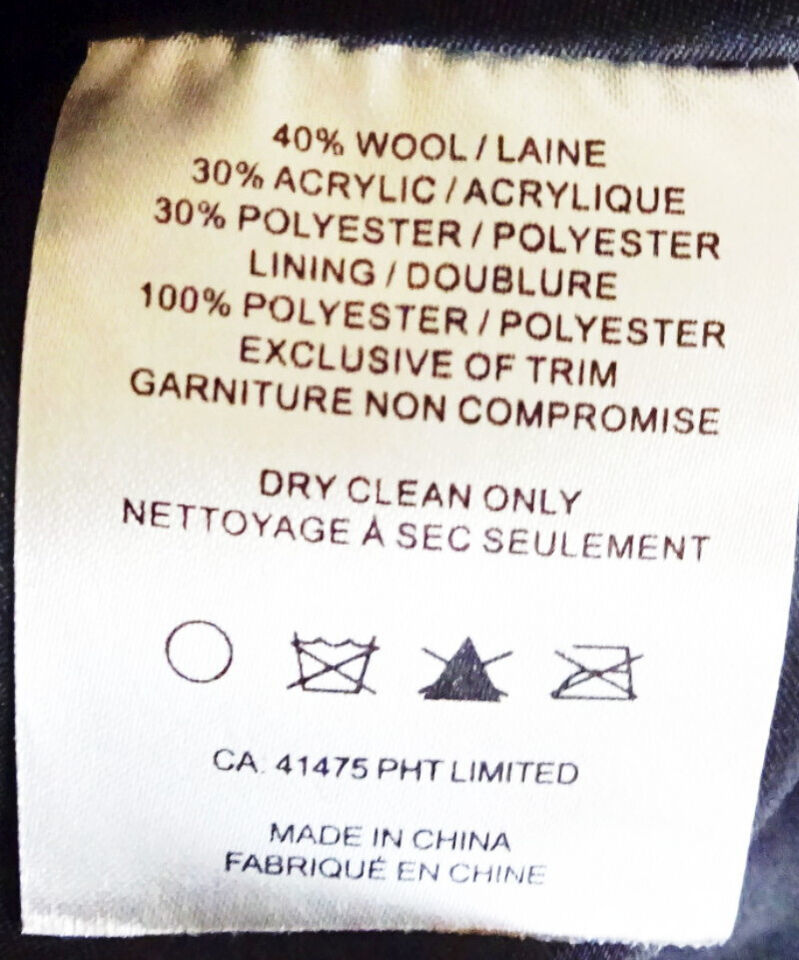 40% WOOL / LAINE
30% ACRYLIC / ACRYLIQUE
30% POLYESTER / POLYESTER
LINING / DOUBLURE
100% POLYESTER / POLYESTER
EXCLUSIVE OF TRIM
GARNITURE NON COMPROMISE
DRY CLEAN ONLY
NETTOYAGE À SEC SEULEMENT
CA. 41475 PHT LIMITED
MADE IN CHINA
FABRIQUÉ EN CHINE